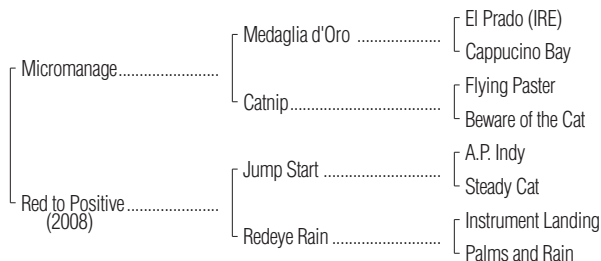 El Prado (IRE)
Medaglia d'Oro
Cappucino Bay
Micromanage
Flying Paster
Catnip
Beware of the Cat
A.P. Indy
Jump Start
Steady Cat
Red to Positive
(2008)
Instrument Landing
Redeye Rain
Palms and Rain